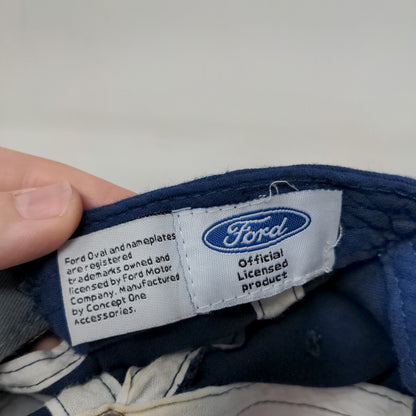 Ford Oval and nameplates
are registered
trademarks owned and
licensed by Ford Motor
Company. Manufactured
by Concept One
Accessories.
Ford
Official
Licensed
product